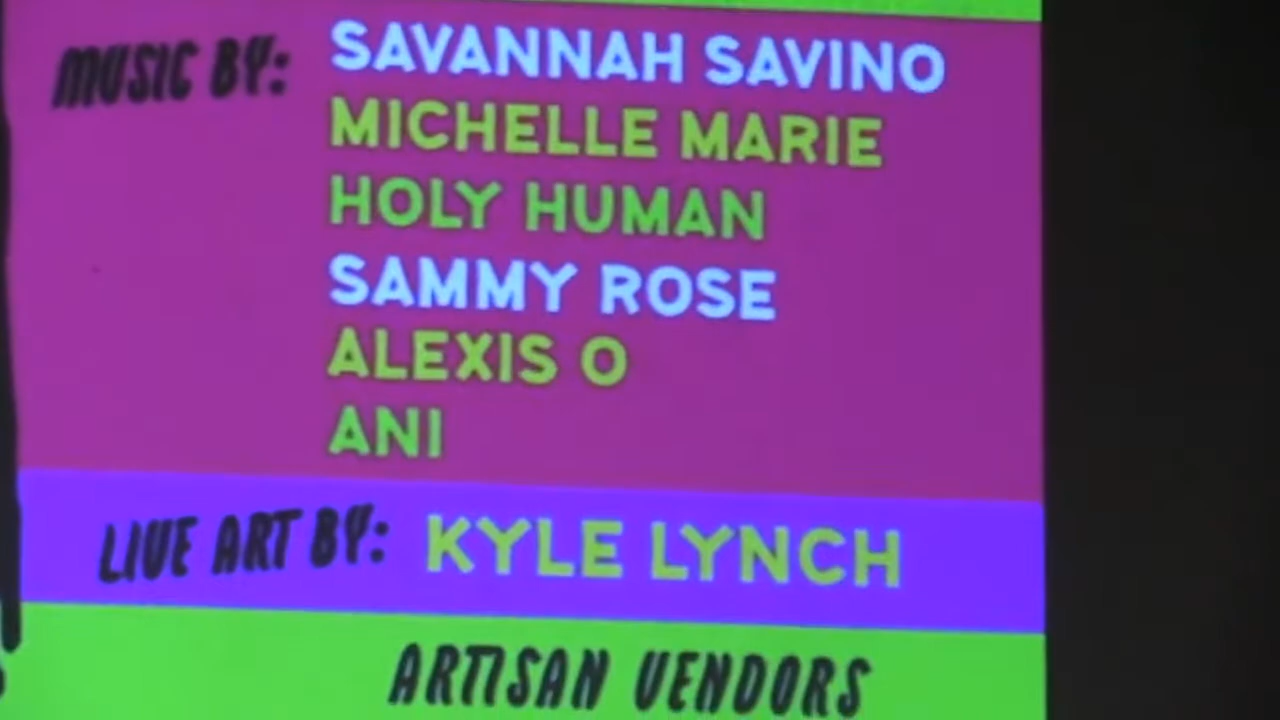 MUSIC BY: SAVANNAH SAVINO
MICHELLE MARIE
HOLY HUMAN
SAMMY ROSE
ALEXIS O
ANI
LIVE ART BY: KYLE LYNCH
ARTISAN VENDORS